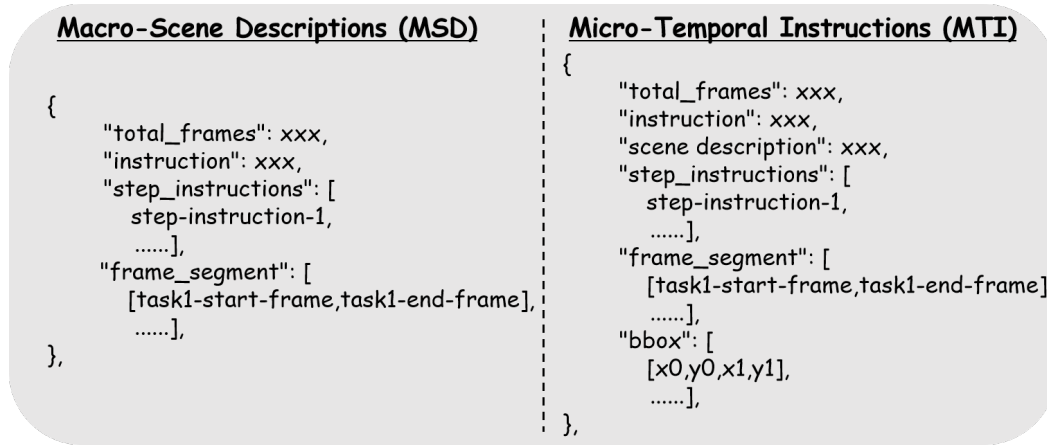 Macro-Scene Descriptions (MSD)
{
"total_frames": xxx,
"instruction": xxx,
"step_instructions": [
step-instruction-1,
......],
"frame_segment": [
[task1-start-frame,task1-end-frame],
......],
},
Micro-Temporal Instructions (MTI)
{
"total_frames": xxx,
"instruction": xxx,
"scene description": xxx,
"step_instructions": [
step-instruction-1,
......],
"frame_segment": [
[task1-start-frame,task1-end-frame]
......],
"bbox": [
[x0,y0,x1,y1],
......],
},